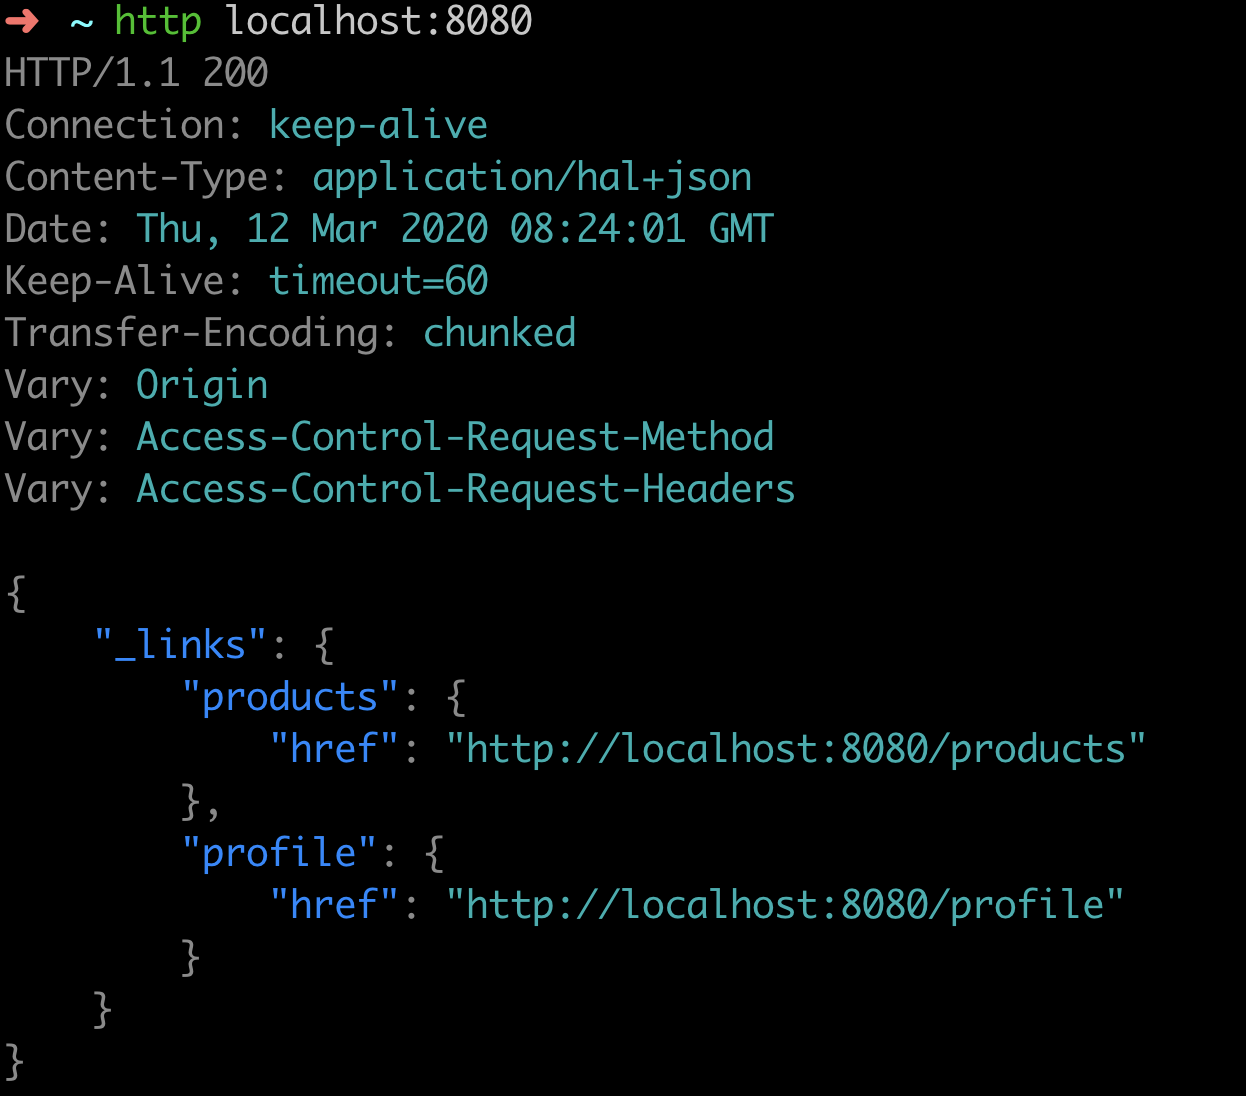 ➜ ~ http localhost:8080
HTTP/1.1 200
Connection: keep-alive
Content-Type: application/hal+json
Date: Thu, 12 Mar 2020 08:24:01 GMT
Keep-Alive: timeout=60
Transfer-Encoding: chunked
Vary: Origin
Vary: Access-Control-Request-Method
Vary: Access-Control-Request-Headers

{
    "_links": {
        "products": {
            "href": "http://localhost:8080/products"
        },
        "profile": {
            "href": "http://localhost:8080/profile"
        }
    }
}